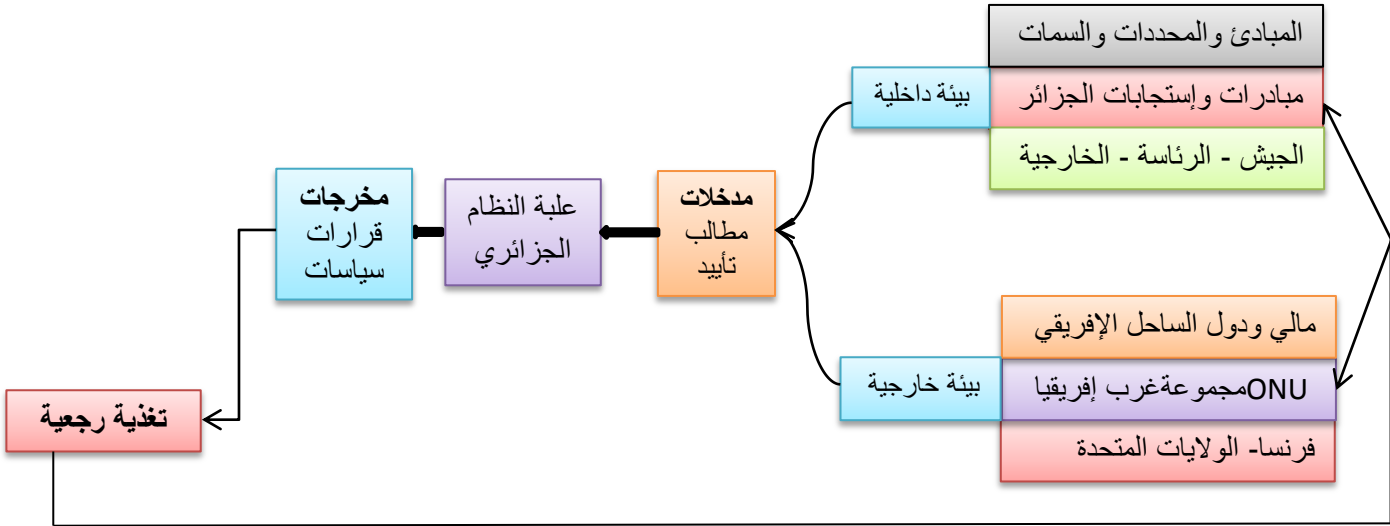 المبادئ والمحددات والسمات
بيئة داخلية
مبادرات وإستجابات الجزائر
الجيش - الرئاسة - الخارجية
مدخلات
مطالب
تأييد
علبة النظام
الجزائري
مخرجات
قرارات
سياسات
مالي ودول الساحل الإفريقي
بيئة خارجية
ONUمجموعةغرب إفريقيا
فرنسا- الولايات المتحدة
تغذية رجعية